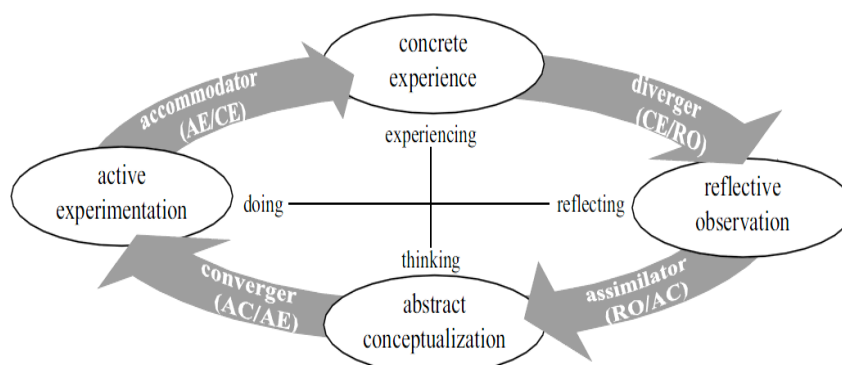 concrete
experience
accommodator
(AE/CE)
diverger
(CE/RO)
experiencing
active
experimentation
doing
reflecting
reflective
observation
thinking
converger
(AC/AE)
abstract
conceptualization
assimilator
(RO/AC)